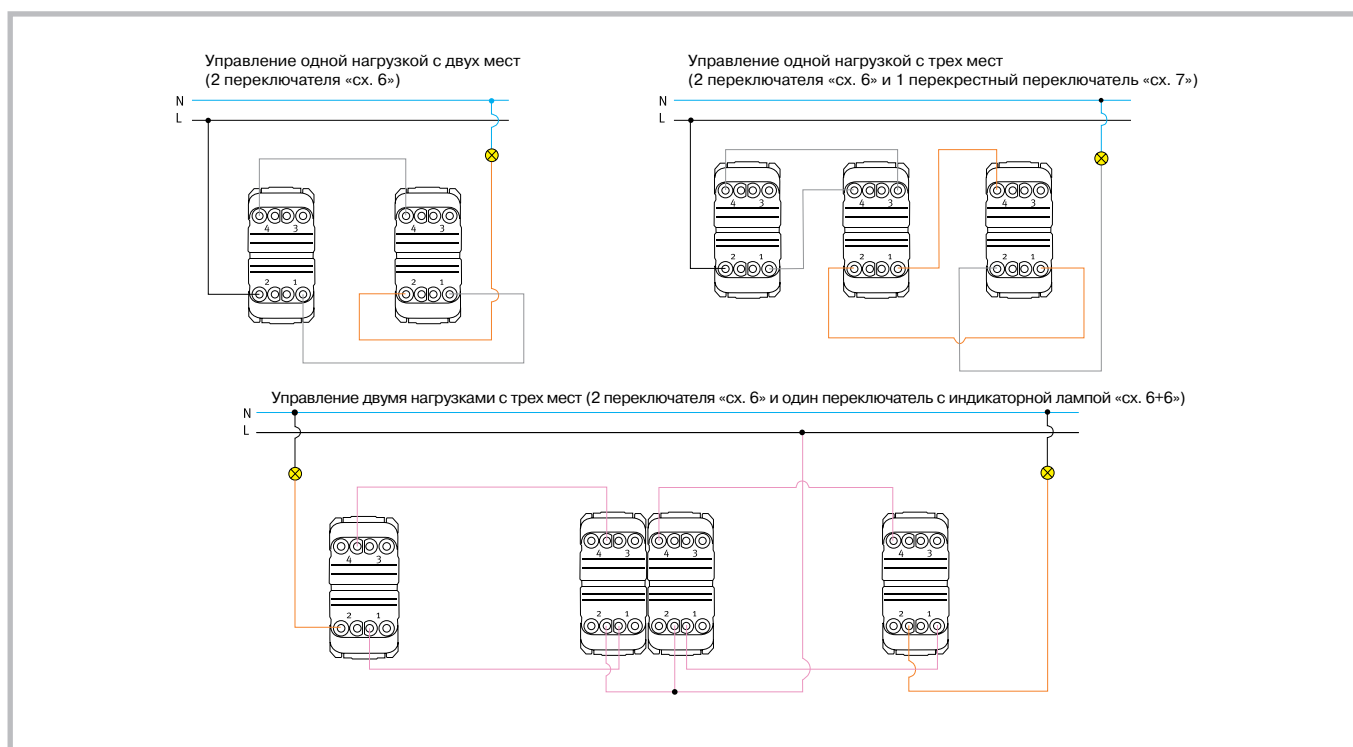 Управление одной нагрузкой с двух мест
(2 переключателя «сх. 6»)
N
L
4 3
4 3
2 1
2 1
Управление одной нагрузкой с трех мест
(2 переключателя «сх. 6» и 1 перекрестный переключатель «сх. 7»)
N
L
4 3
4 3
4 3
2 1
2 1
2 1
Управление двумя нагрузками с трех мест (2 переключателя «сх. 6» и один переключатель с индикаторной лампой «сх. 6+6»)
N
L
4 3
4 3
4 3
4 3
2 1
2 1
2 1
2 1